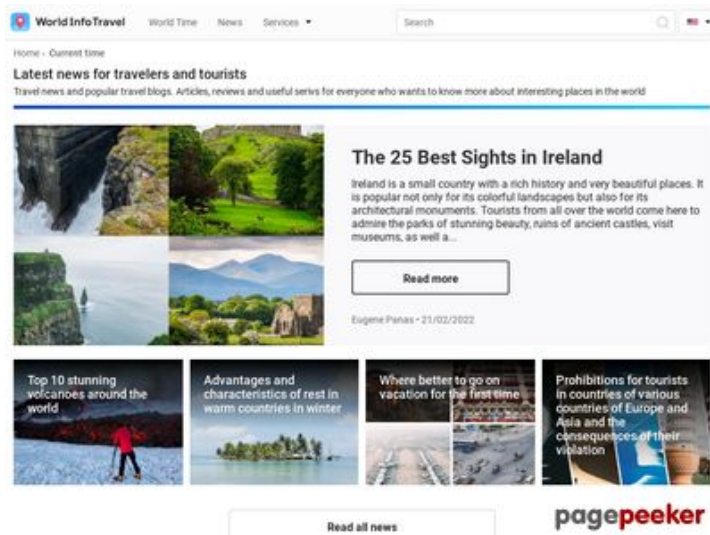 World InfoTravel World Time News Services Search
Home - Current time
Latest news for travelers and tourists
Travel news and popular travel blogs. Articles, reviews and useful serivs for everyone who wants to know more about interesting places in the world
The 25 Best Sights in Ireland
Ireland is a small country with a rich history and very beautiful places. It
is popular not only for its colorful landscapes but also for its
architectural monuments. Tourists from all over the world come here to
admire the parks of stunning beauty, ruins of ancient castles, visit
museums, as well a...
Read more
Eugene Panas • 21/02/2022
Top 10 stunning
volcanoes around the
world
Advantages and
characteristics of rest in
warm countries in winter
Where better to go on
vacation for the first time
Prohibitions for tourists
in countries of various
countries of Europe and
Asia and the
consequences of their
violation
Read all news
pagepeeker